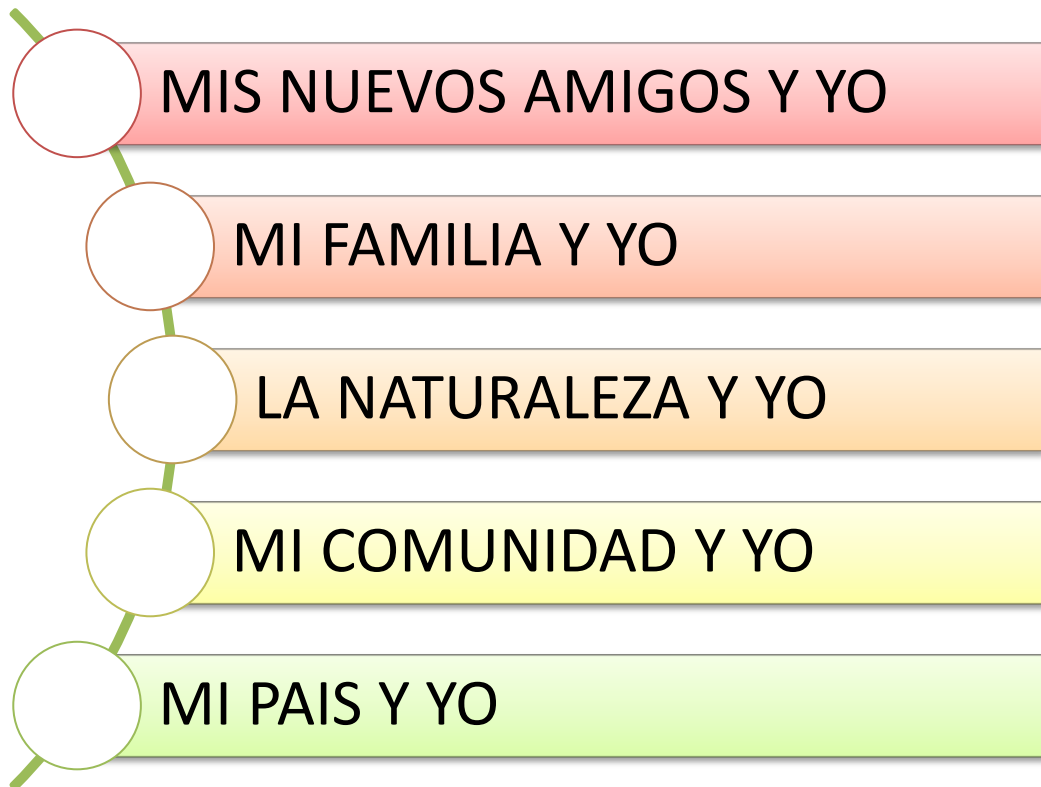 MIS NUEVOS AMIGOS Y YO
MI FAMILIA Y YO
LA NATURALEZA Y YO
MI COMUNIDAD Y YO
MI PAIS Y YO